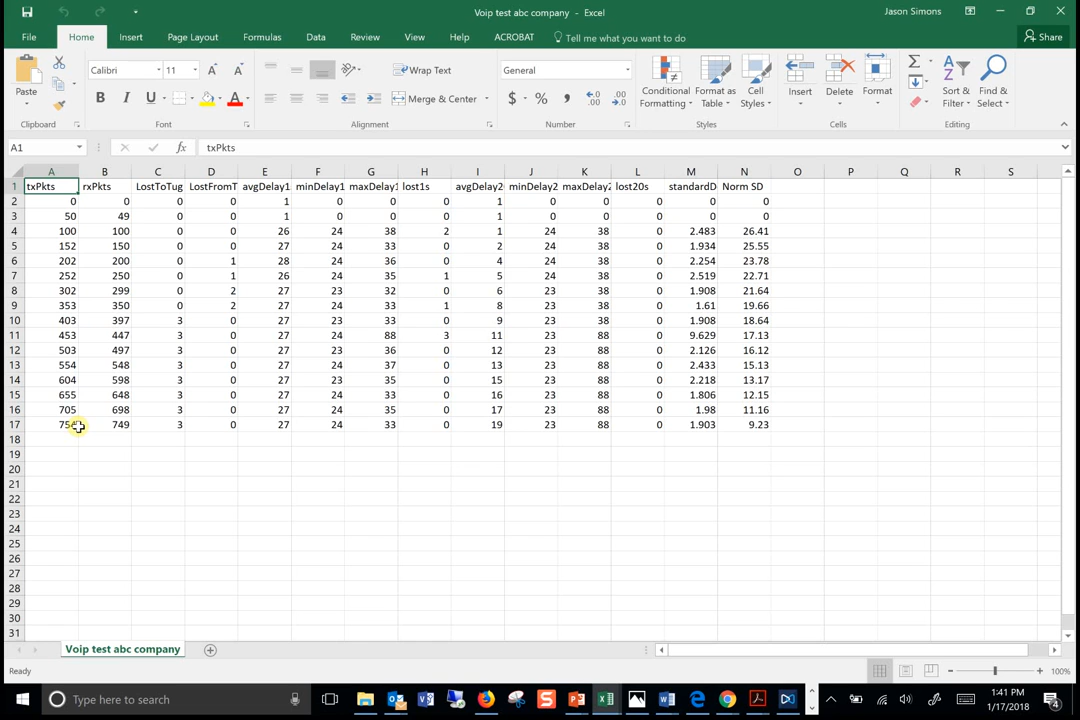 Voip test abc company - Excel
Jason Simons
File Home Insert Page Layout Formulas Data Review View Help ACROBAT Tell me what you want to do Share
Paste
Calibri 11
B I U
Wrap Text
Merge & Center
General
$ % ,
Conditional Formatting
Format as Table
Cell Styles
Insert
Delete
Format
Sort & Filter
Find & Select
Clipboard Font Alignment Number Styles Cells Editing
A1 fx txPkts
A B C D E F G H I J K L M N O P Q R S
1 txPkts rxPkts LostToTug LostFromT avgDelay1 minDelay1 maxDelay1 lost1s avgDelay2 minDelay2 maxDelay2 lost20s standardD Norm SD
2 0 0 0 0 1 0 0 0 1 0 0 0 0 0
3 50 49 0 0 1 0 0 0 1 0 0 0 0 0
4 100 100 0 0 26 24 38 2 1 24 38 0 2.483 26.41
5 152 150 0 0 27 24 33 0 2 24 38 0 1.934 25.55
6 202 200 0 1 28 24 36 0 4 24 38 0 2.254 23.78
7 252 250 0 1 26 24 35 1 5 24 38 0 2.519 22.71
8 302 299 0 2 27 23 32 0 6 23 38 0 1.908 21.64
9 353 350 0 2 27 24 33 1 8 23 38 0 1.61 19.66
10 403 397 3 0 27 23 33 0 9 23 38 0 1.908 18.64
11 453 447 3 0 27 24 88 3 11 23 88 0 9.629 17.13
12 503 497 3 0 27 23 36 0 12 23 88 0 2.126 16.12
13 554 548 3 0 27 24 37 0 13 23 88 0 2.433 15.13
14 604 598 3 0 27 23 35 0 15 23 88 0 2.218 13.17
15 655 648 3 0 27 24 33 0 16 23 88 0 1.806 12.15
16 705 698 3 0 27 24 35 0 17 23 88 0 1.98 11.16
17 749 3 0 27 24 33 0 19 23 88 0 1.903 9.23
18
19
20
21
22
23
24
25
26
27
28
29
30
31
Voip test abc company
Ready
100%
Type here to search
1:41 PM
1/17/2018
4